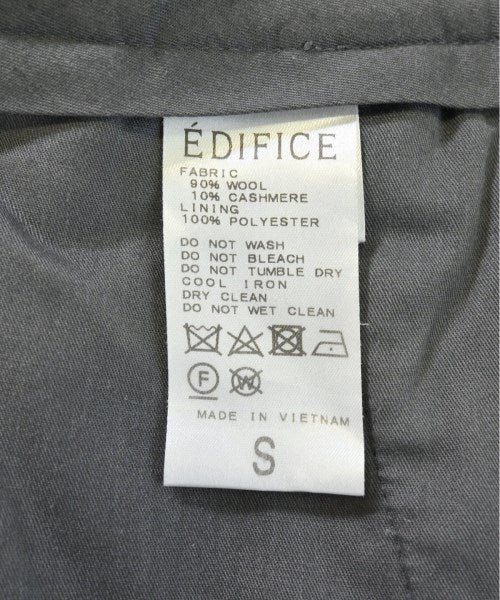 ÉDIFICE
FABRIC
90% WOOL
10% CASHMERE
LINING
100% POLYESTER
DO NOT WASH
DO NOT BLEACH
DO NOT TUMBLE DRY
COOL IRON
DRY CLEAN
DO NOT WET CLEAN
F W
MADE IN VIETNAM
S